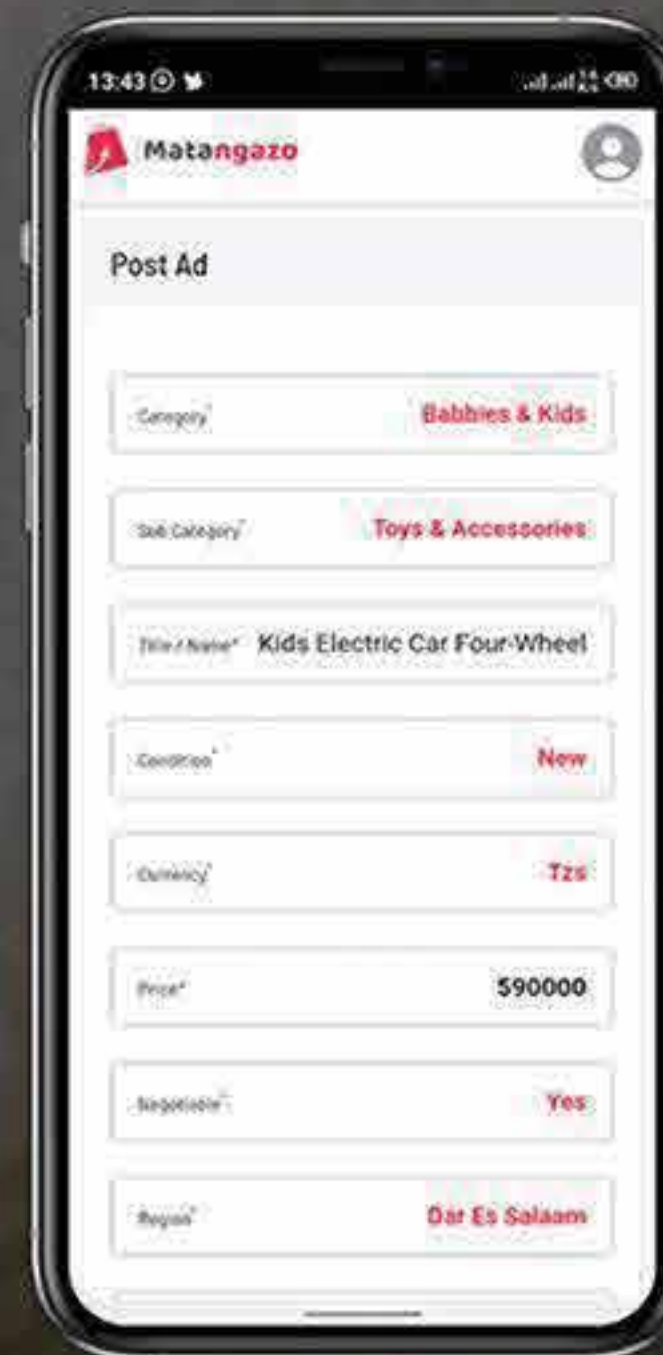 13:43
Matangazo
Post Ad
Category* Babbies & Kids
Sub Category* Toys & Accessories
Title / Name* Kids Electric Car Four-Wheel
Condition* New
Currency* Tzs
Price* 590000
Negotiable* Yes
Region* Dar Es Salaam